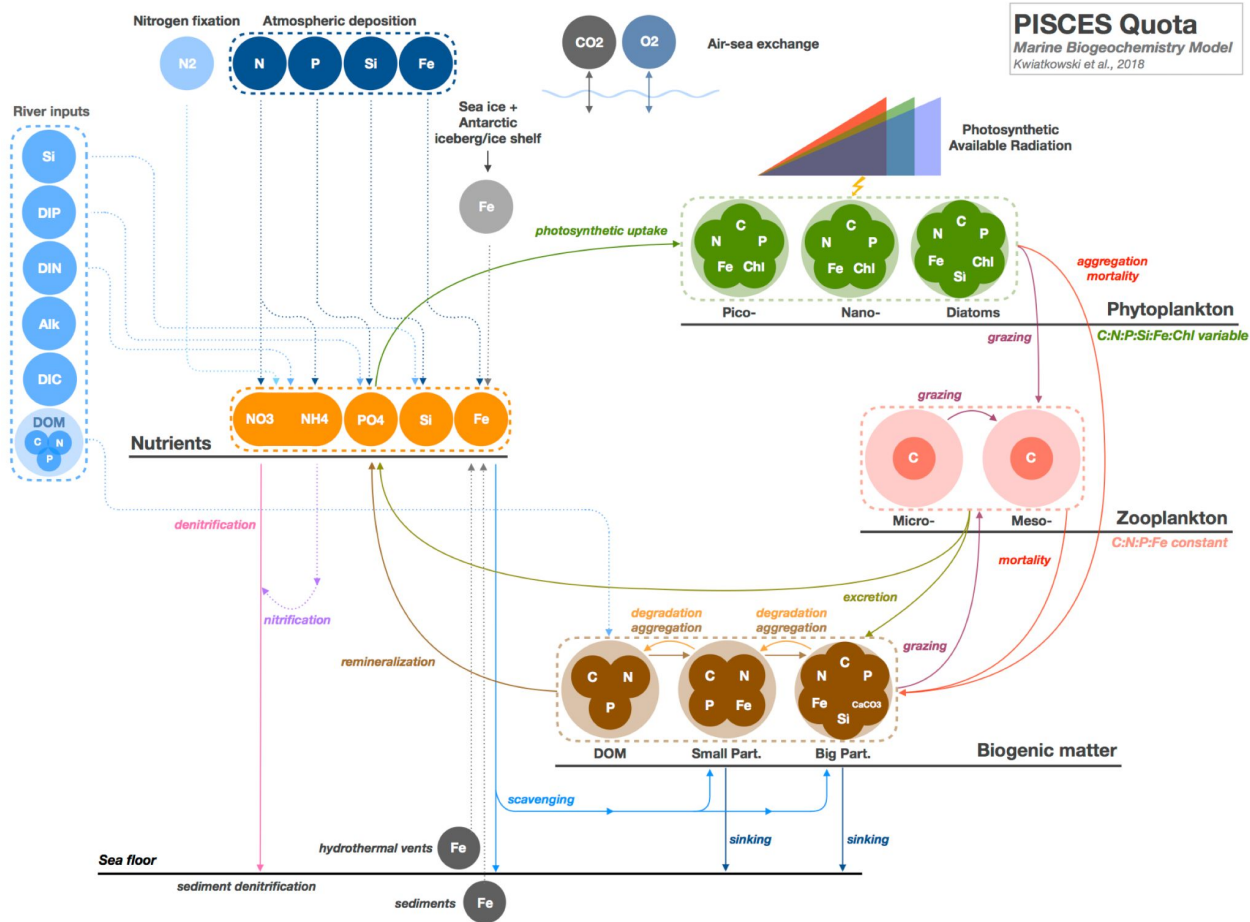 PISCES Quota
Marine Biogeochemistry Model
Kwiatkowski et al., 2018
Nitrogen fixation
N2
Atmospheric deposition
N P Si Fe
CO2 O2
Air-sea exchange
River inputs
Si
DIP
DIN
Alk
DIC
DOM
C N
P
Sea ice +
Antarctic
iceberg/ice shelf
Fe
Photosynthetic
Available Radiation
photosynthetic uptake
C N P Fe Chl
C N P Fe Chl
C N P Fe Chl Si
Pico- Nano- Diatoms
Phytoplankton
C:N:P:Si:Fe:Chl variable
aggregation
mortality
grazing
NO3 NH4 PO4 Si Fe
Nutrients
grazing
C C
Micro- Meso-
Zooplankton
C:N:P:Fe constant
denitrification
nitrification
mortality
excretion
grazing
remineralization
degradation
aggregation
degradation
aggregation
C N
P
C N
P Fe
C N P Fe CaCO3 Si
DOM Small Part. Big Part.
Biogenic matter
scavenging
sinking
sinking
hydrothermal vents
Fe
Sea floor
sediment denitrification
sediments
Fe